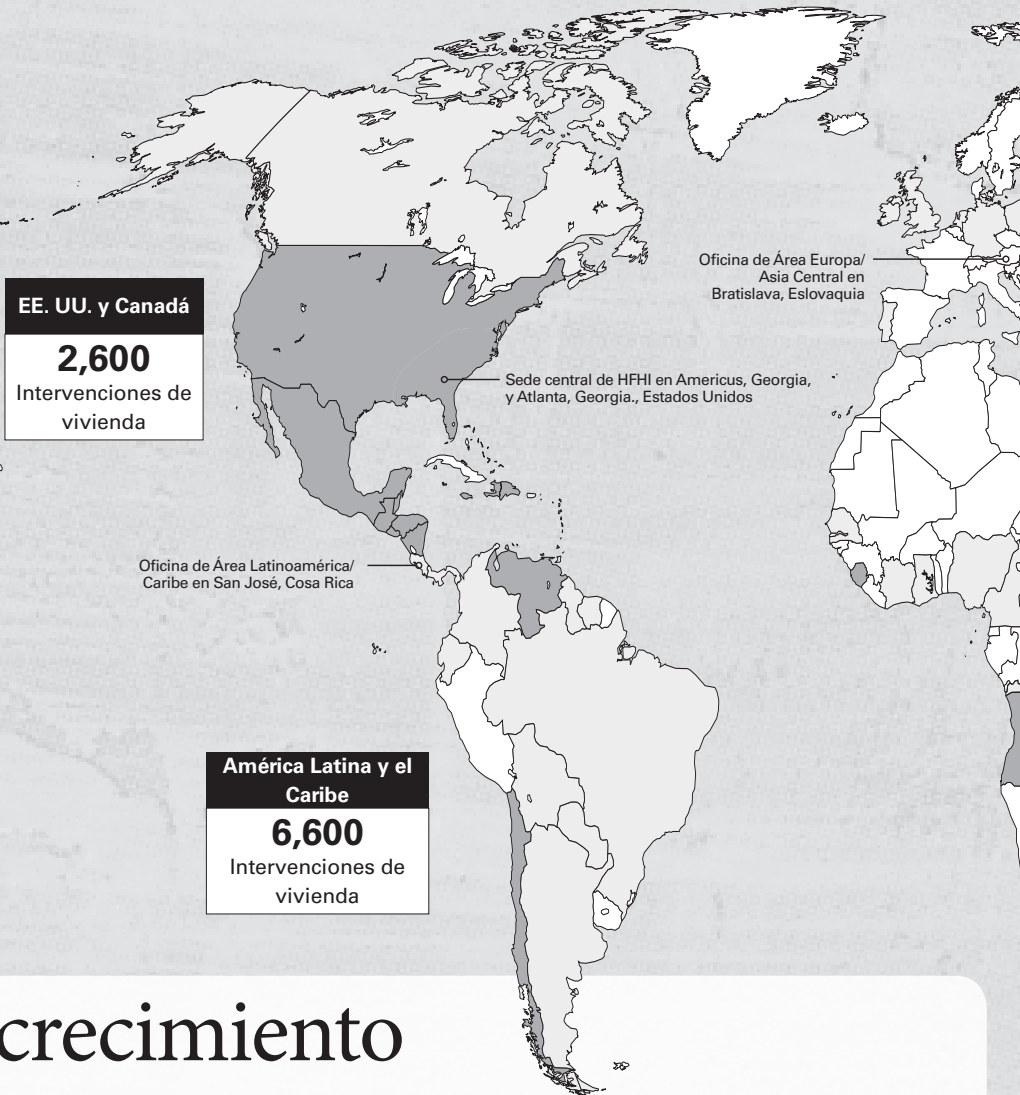 Oficina de Área Europa/
Asia Central en
Bratislava, Eslovaquia
EE. UU. y Canadá
2,600
Intervenciones de
vivienda
Sede central de HFHI en Americus, Georgia,
y Atlanta, Georgia., Estados Unidos
Oficina de Área Latinoamérica/
Caribe en San José, Cosa Rica
América Latina y el
Caribe
6,600
Intervenciones de
vivienda
crecimiento